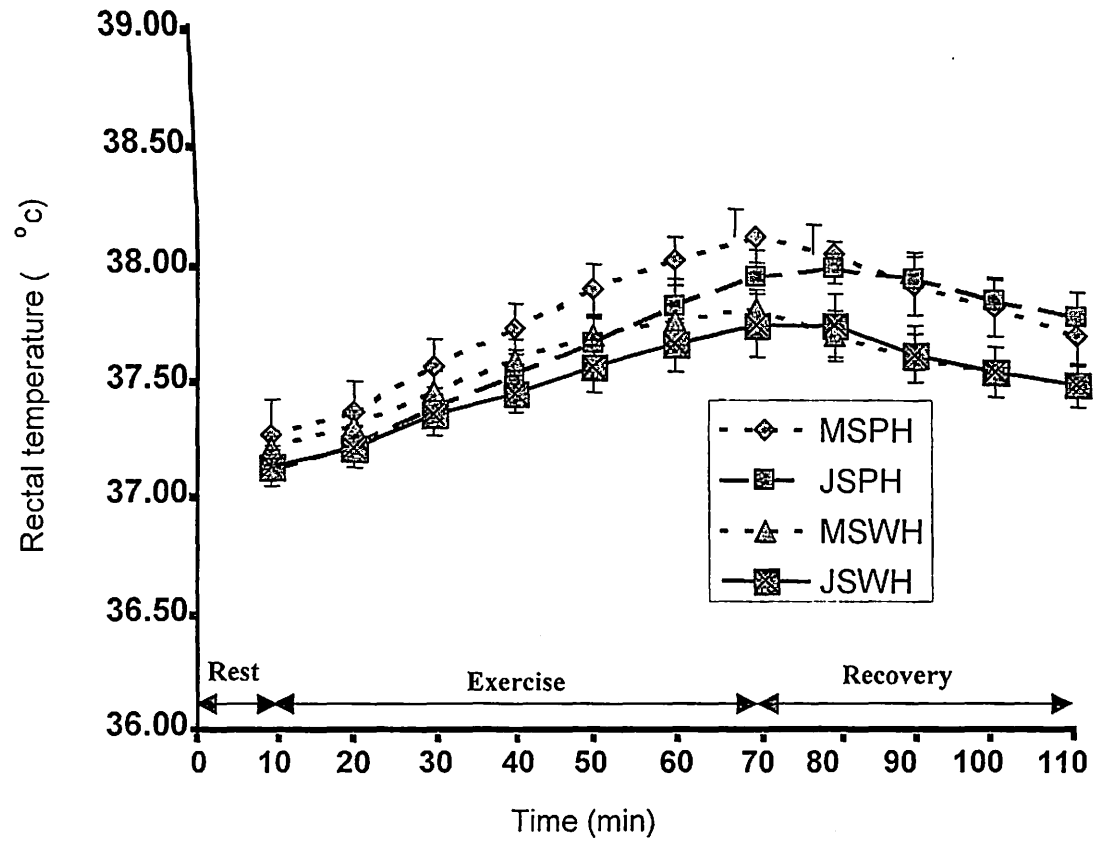 39.00
38.50
38.00
37.50
37.00
36.50
36.00
Rectal temperature ( °c)
MSPH
JSPH
MSWH
JSWH
Rest
Exercise
Recovery
0 10 20 30 40 50 60 70 80 90 100 110
Time (min)